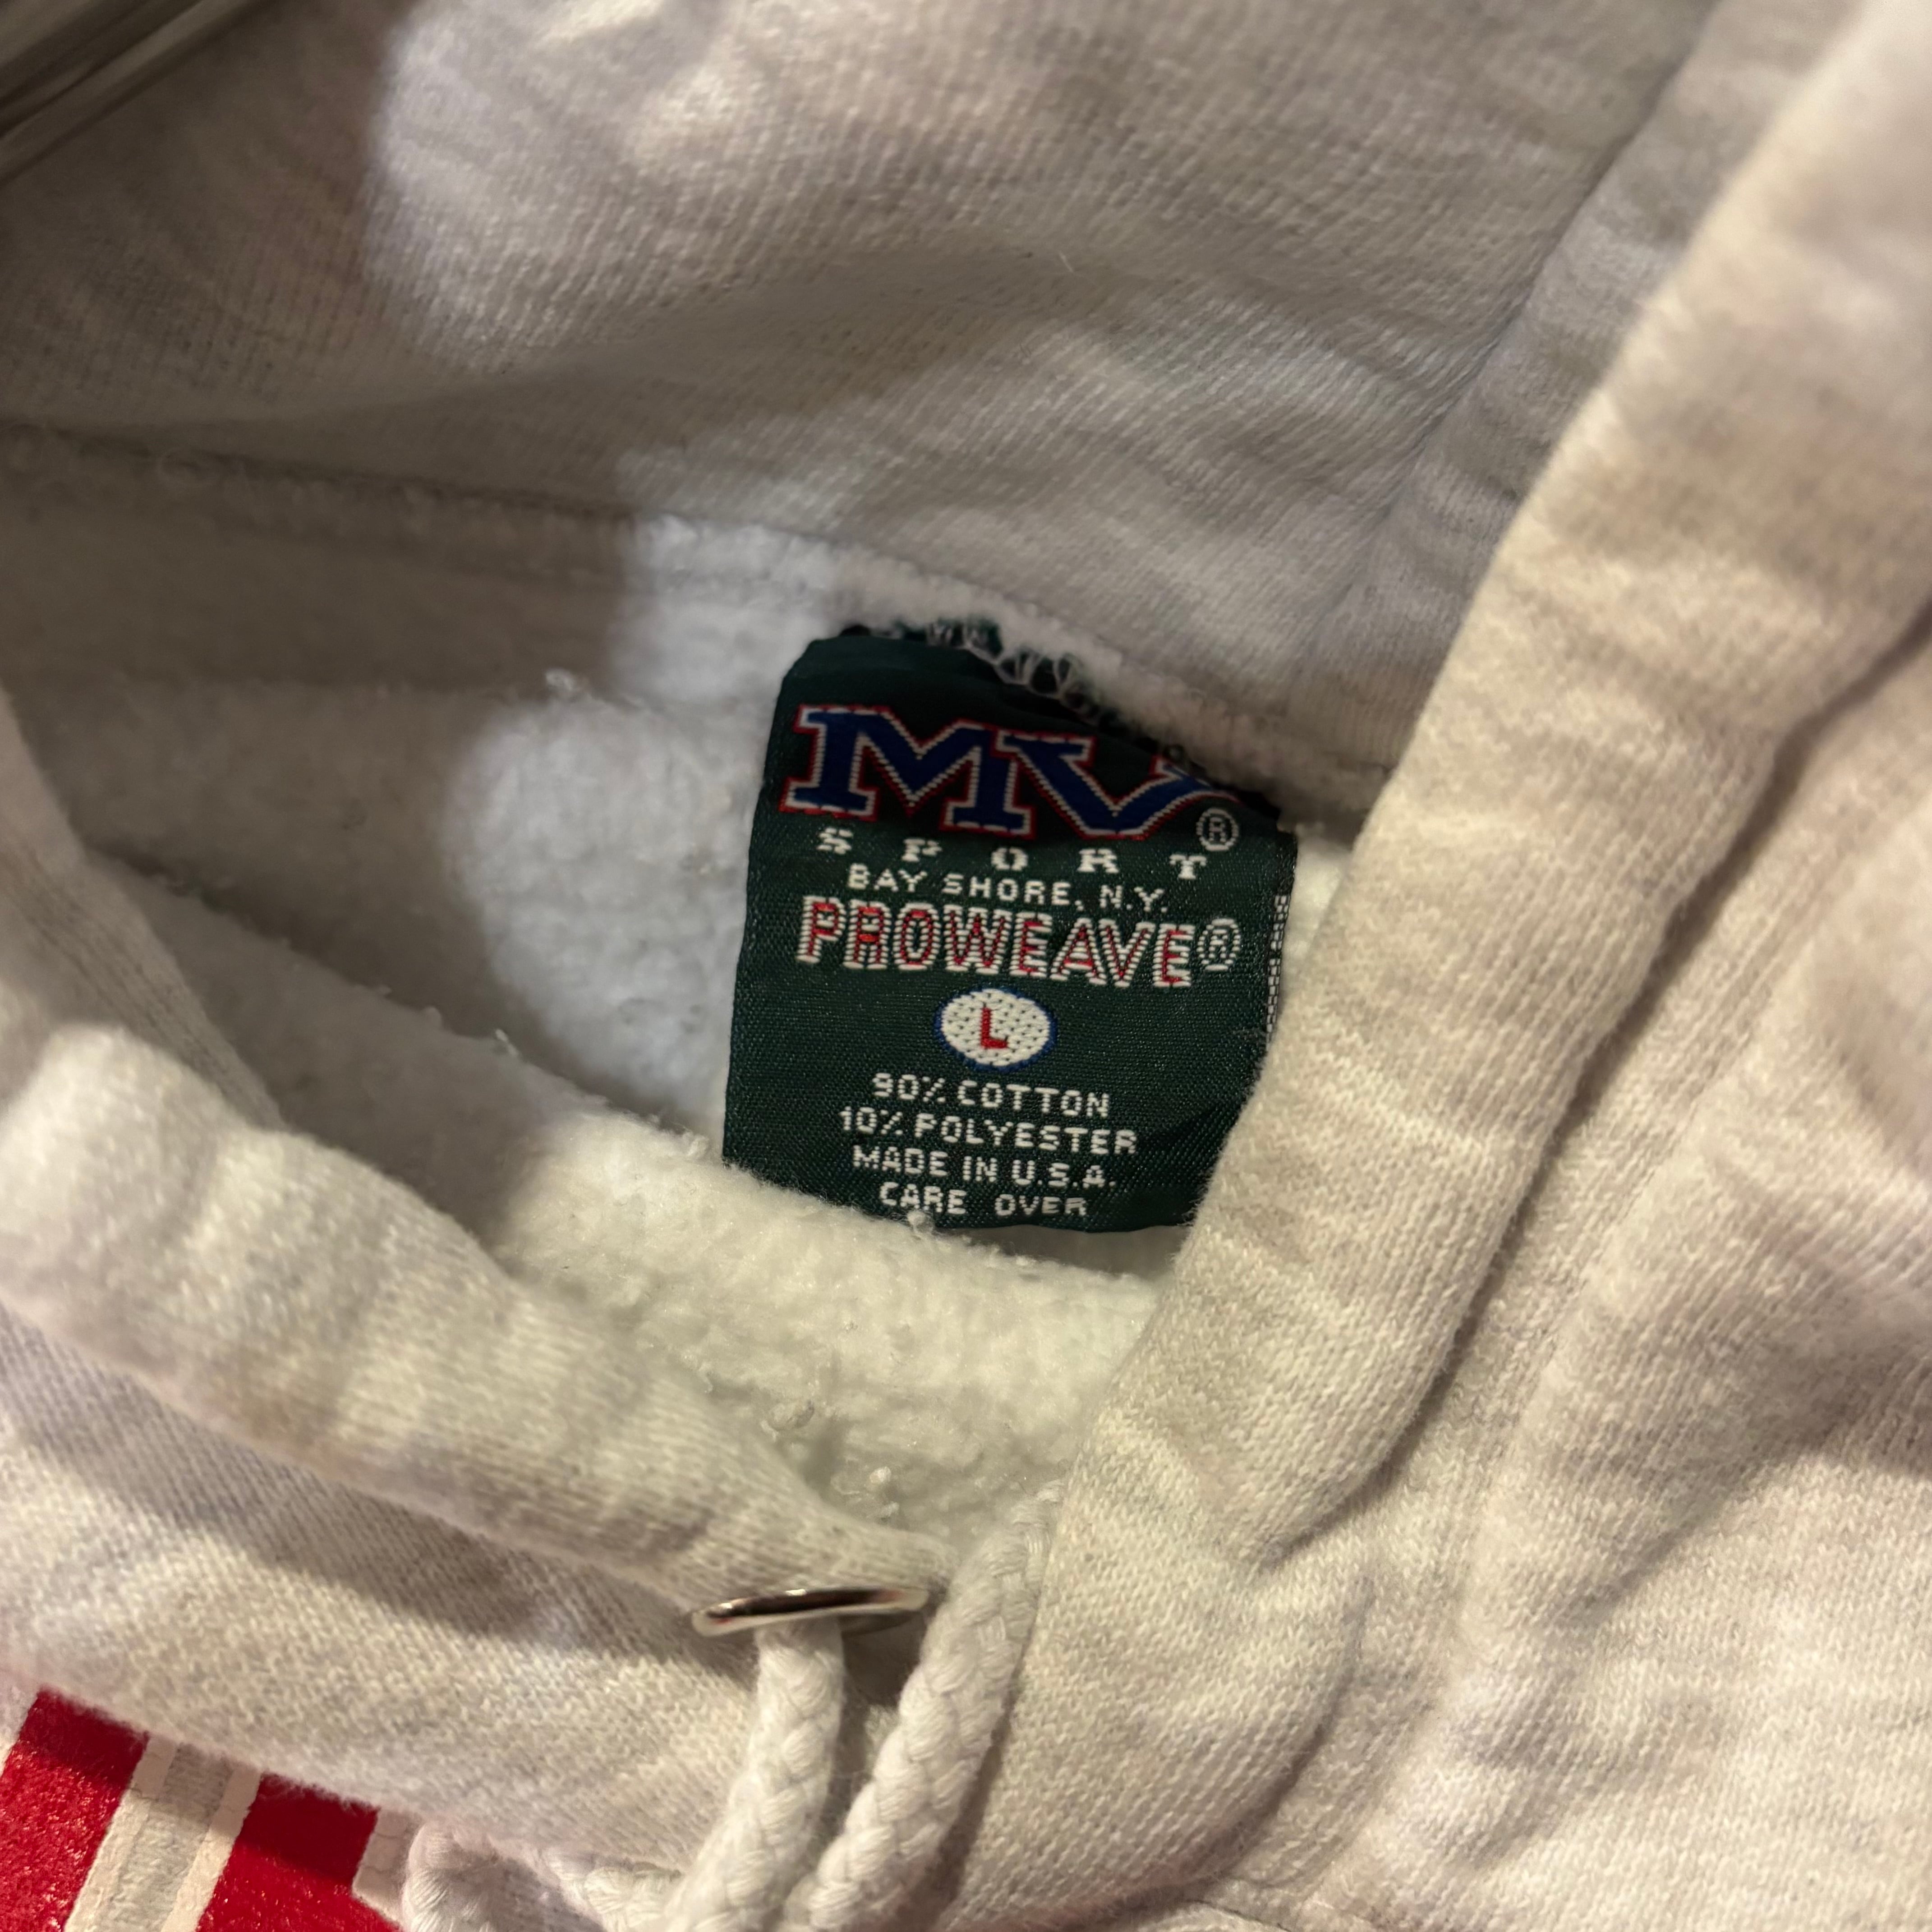 MV®
SPORT
BAY SHORE, N.Y.
PROWEAVE®
L
90% COTTON
10% POLYESTER
MADE IN U.S.A.
CARE OVER